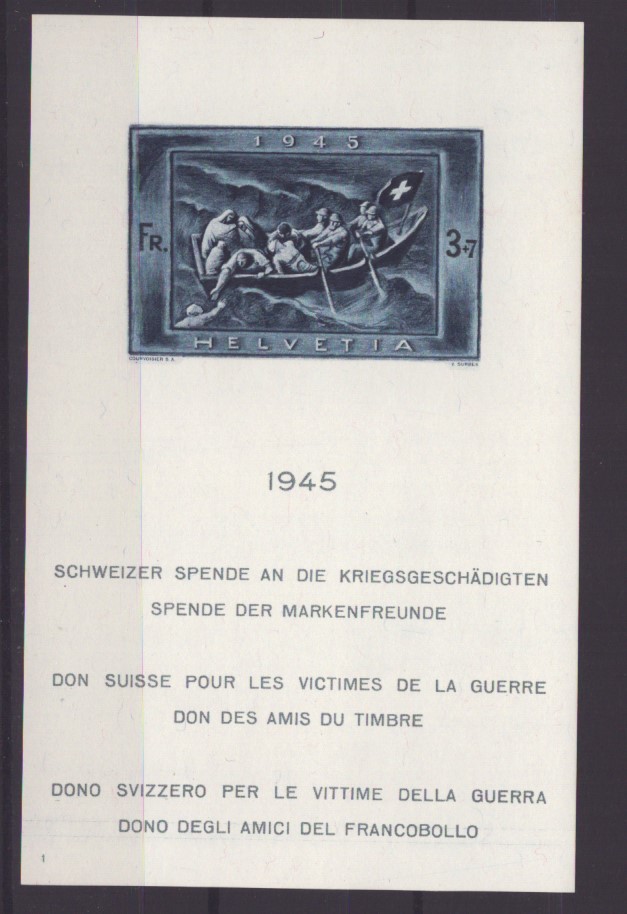 1945
FR. 3+7
HELVETIA
COURVOISIER S.A.
1945
SCHWEIZER SPENDE AN DIE KRIEGSGESCHÄDIGTEN
SPENDE DER MARKENFREUNDE
DON SUISSE POUR LES VICTIMES DE LA GUERRE
DON DES AMIS DU TIMBRE
DONO SVIZZERO PER LE VITTIME DELLA GUERRA
DONO DEGLI AMICI DEL FRANCOBOLLO
1